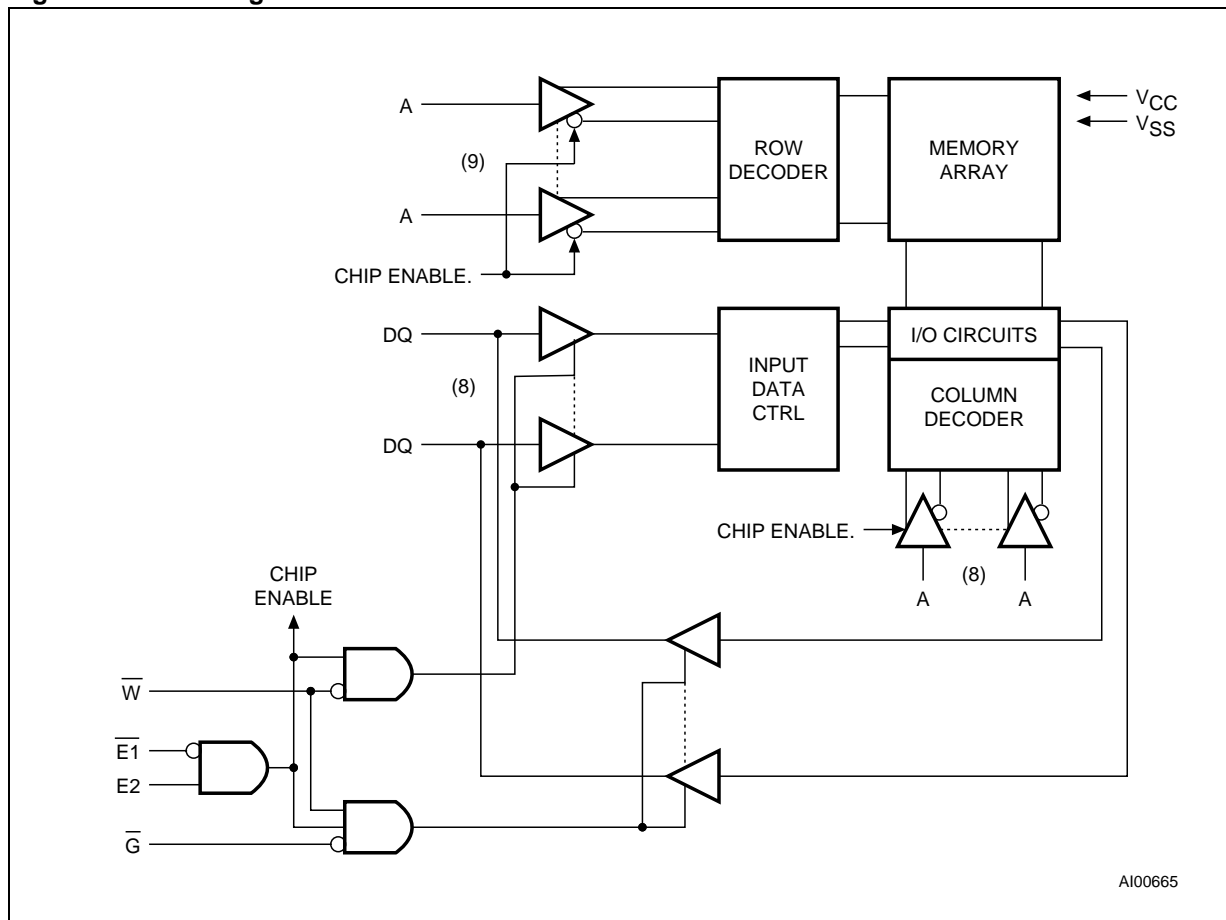 A
(9)
A
CHIP ENABLE.
ROW
DECODER
MEMORY
ARRAY
VCC
VSS
DQ
(8)
DQ
INPUT
DATA
CTRL
I/O CIRCUITS
COLUMN
DECODER
CHIP ENABLE.
(8)
A
A
CHIP
ENABLE
W̅
E̅1̅
E2
G̅
AI00665